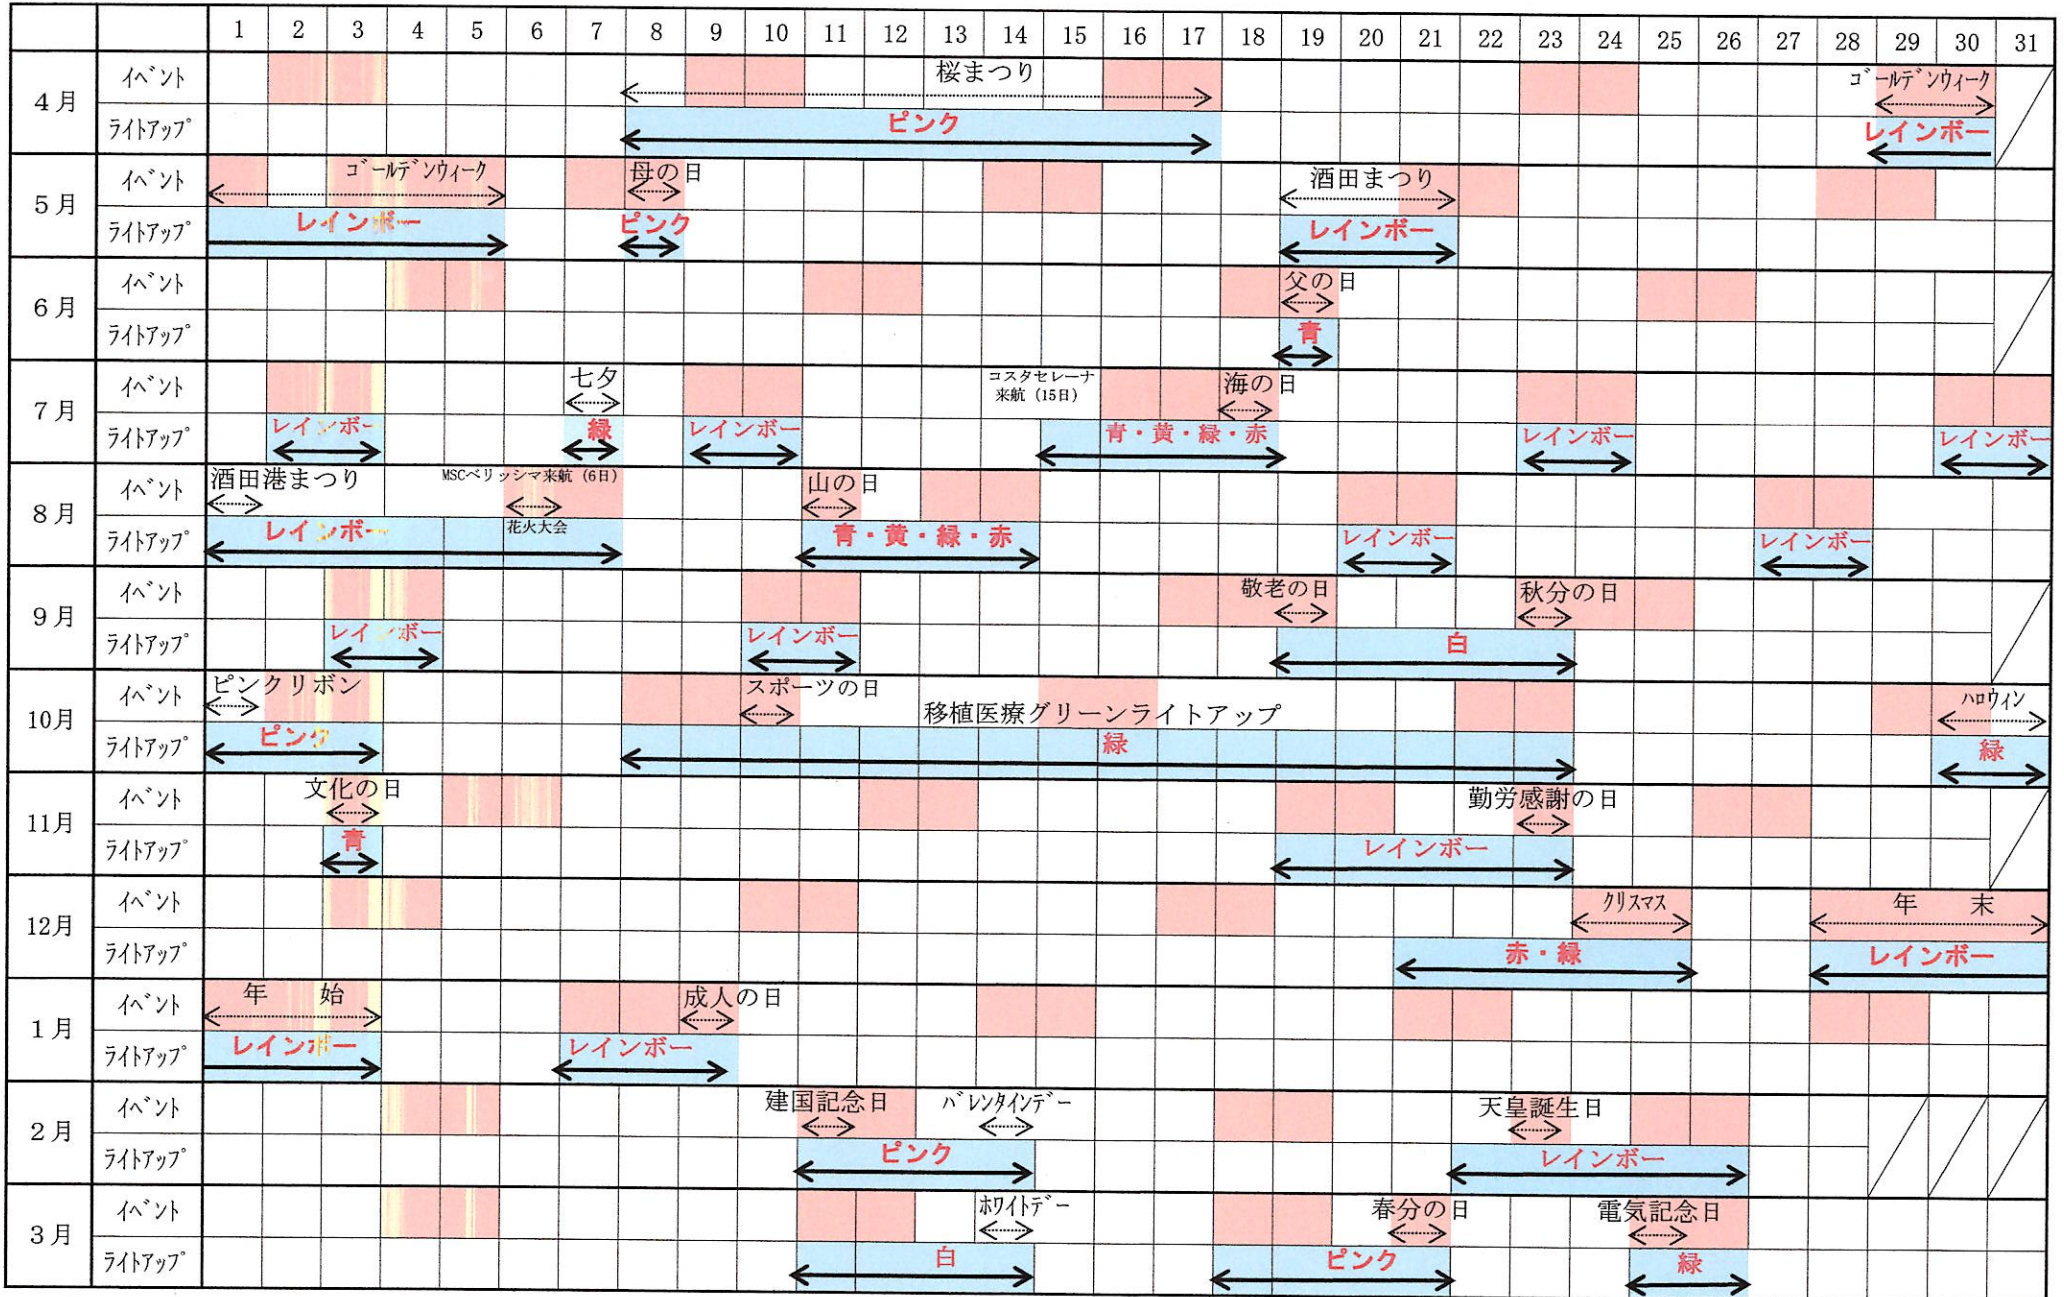 1 2 3 4 5 6 7 8 9 10 11 12 13 14 15 16 17 18 19 20 21 22 23 24 25 26 27 28 29 30 31
4月
イベント 桜まつり ゴールデンウィーク
ライトアップ ピンク レインボー
5月
イベント ゴールデンウィーク 母の日 酒田まつり
ライトアップ レインボー ピンク レインボー
6月
イベント 父の日
ライトアップ 青
7月
イベント 七夕 コスタセレーナ 海の日
来航（15日）
ライトアップ レインボー 緑 レインボー 青・黄・緑・赤 レインボー レインボー
8月
イベント 酒田港まつり MSCベリッシマ来航（6日） 山の日
ライトアップ レインボー 花火大会 青・黄・緑・赤 レインボー レインボー
9月
イベント 敬老の日 秋分の日
ライトアップ レインボー レインボー 白
10月
イベント ピンクリボン スポーツの日 移植医療グリーンライトアップ ハロウィン
ライトアップ ピンク 緑 緑
11月
イベント 文化の日 勤労感謝の日
ライトアップ 青 レインボー
12月
イベント クリスマス 年末
ライトアップ 赤・緑 レインボー
1月
イベント 年始 成人の日
ライトアップ レインボー レインボー
2月
イベント 建国記念日 バレンタインデー 天皇誕生日
ライトアップ ピンク レインボー
3月
イベント ホワイトデー 春分の日 電気記念日
ライトアップ 白 ピンク 緑